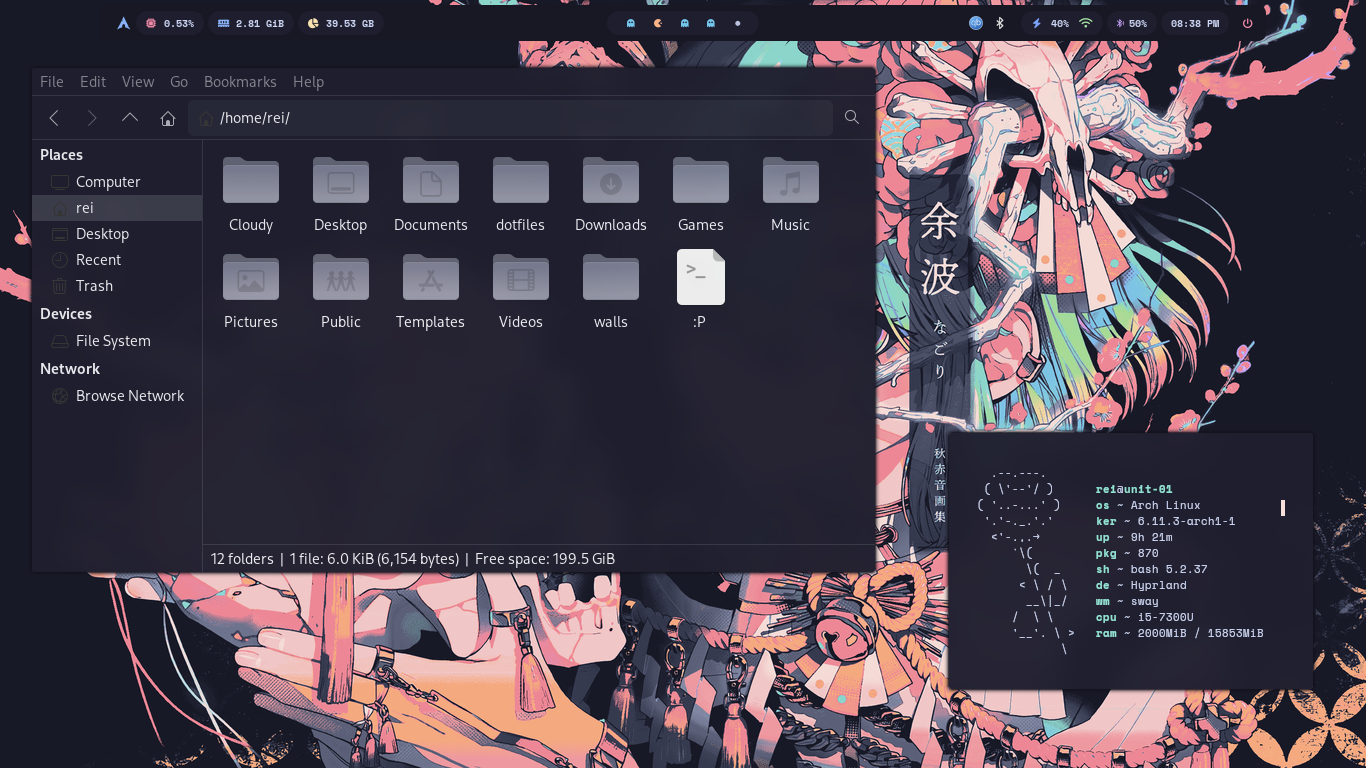 0.53% 2.81 GiB 39.53 GB 40% 50% 08:38 PM
File Edit View Go Bookmarks Help
/home/rei/
Places
Computer
rei
Desktop
Recent
Trash
Devices
File System
Network
Browse Network
Cloudy Desktop Documents dotfiles Downloads Games Music
Pictures Public Templates Videos walls :P
12 folders | 1 file: 6.0 KiB (6,154 bytes) | Free space: 199.5 GiB
余波
なごり
秋赤音画集
rei@unit-01
os ~ Arch Linux
ker ~ 6.11.3-arch1-1
up ~ 9h 21m
pkg ~ 870
sh ~ bash 5.2.37
de ~ Hyprland
wm ~ sway
cpu ~ i5-7300U
ram ~ 2000MiB / 15853MiB